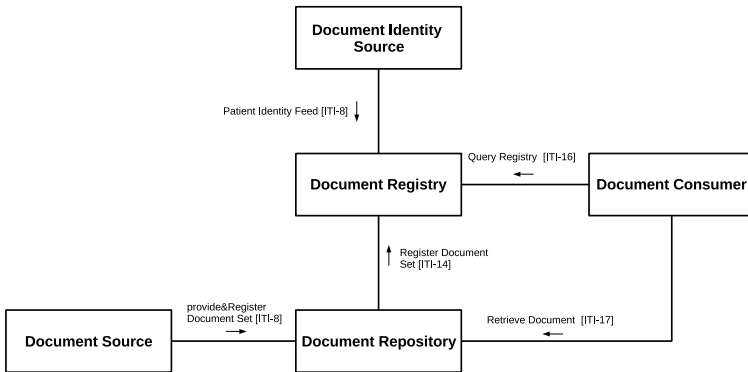 Document Identity
Source
Patient Identity Feed [ITI-8]
Query Registry [ITI-16]
Document Registry
Document Consumer
Register Document
Set [ITI-14]
provide&Register
Document Set [ITI-8]
Retrieve Document [ITI-17]
Document Source
Document Repository